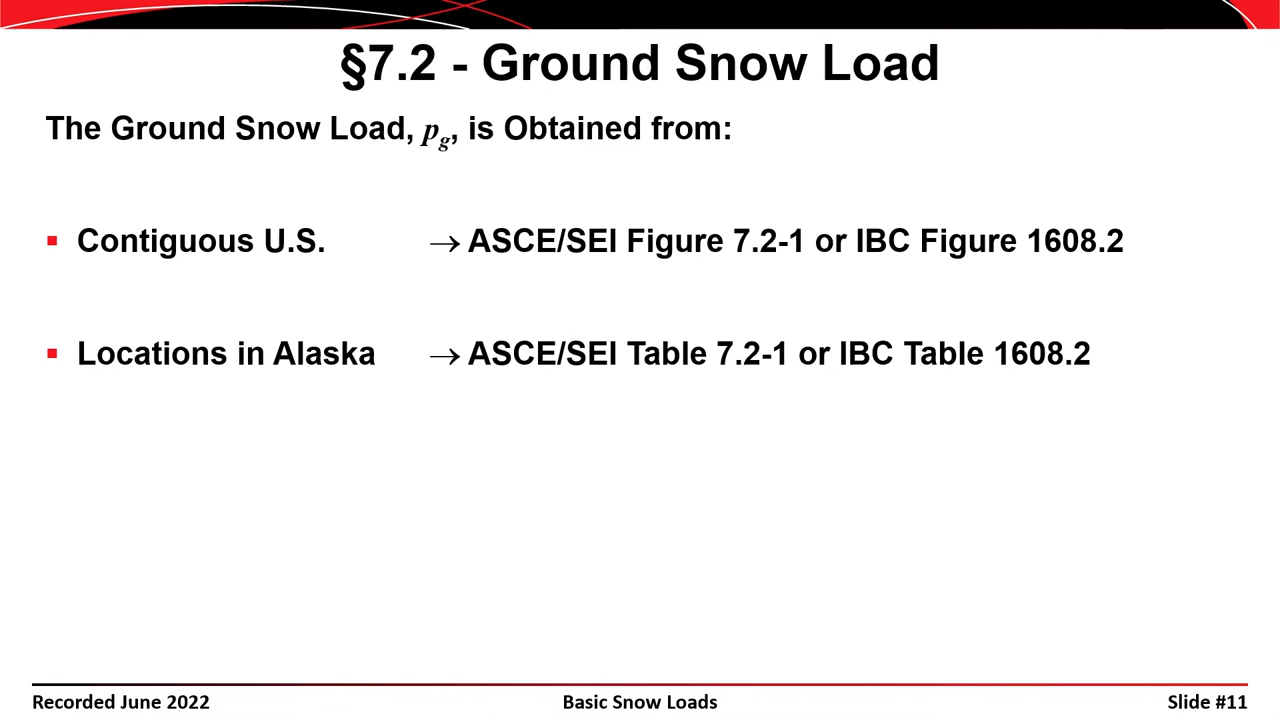 §7.2 - Ground Snow Load
The Ground Snow Load, pg, is Obtained from:
▪ Contiguous U.S. → ASCE/SEI Figure 7.2-1 or IBC Figure 1608.2
▪ Locations in Alaska → ASCE/SEI Table 7.2-1 or IBC Table 1608.2
Recorded June 2022 Basic Snow Loads Slide #11